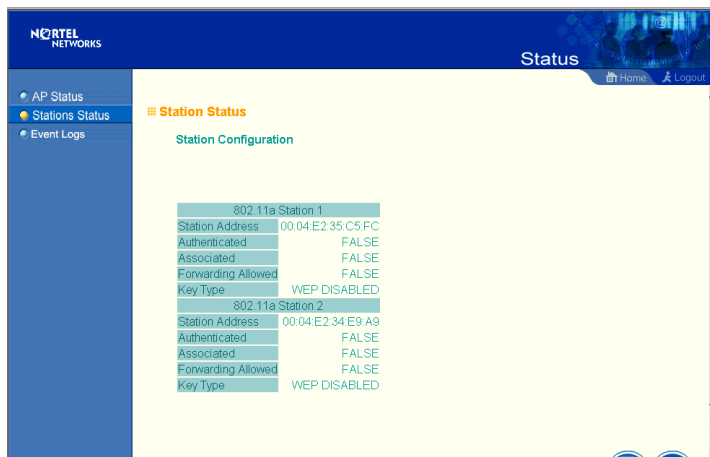 NORTEL
NETWORKS
Status
Home Logout
AP Status
Stations Status
Event Logs
Station Status
Station Configuration
802.11a Station 1
Station Address 00:04:E2:35:C5:FC
Authenticated FALSE
Associated FALSE
Forwarding Allowed FALSE
Key Type WEP DISABLED
802.11a Station 2
Station Address 00:04:E2:34:E9:A9
Authenticated FALSE
Associated FALSE
Forwarding Allowed FALSE
Key Type WEP DISABLED